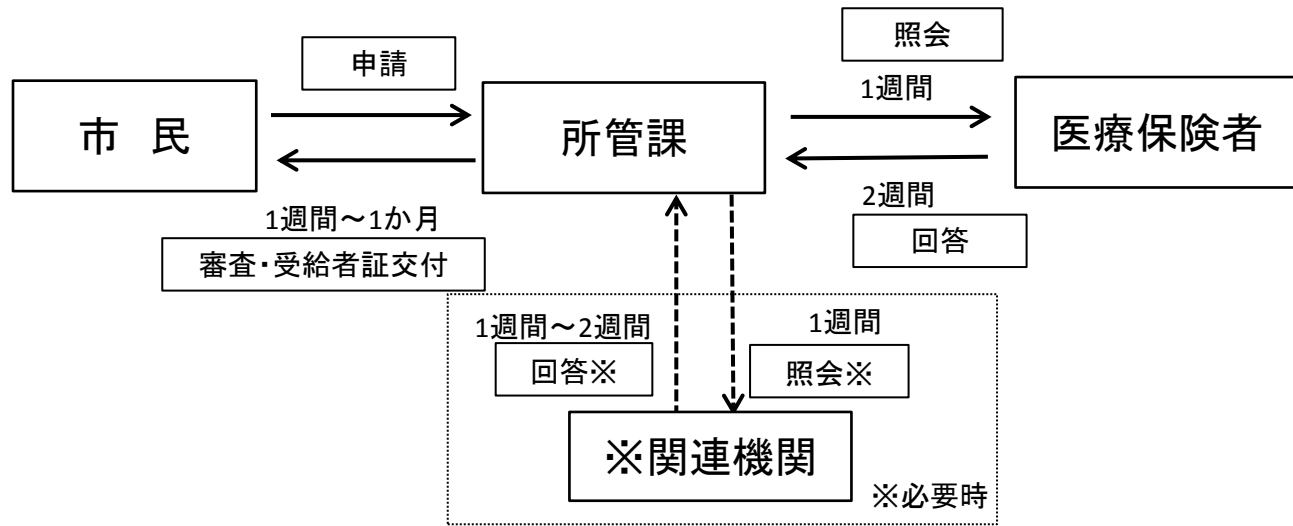 申請
照会
1週間
市　民
所管課
医療保険者
1週間～1か月
審査・受給者証交付
2週間
回答
1週間～2週間
回答※
1週間
照会※
※関連機関
※必要時